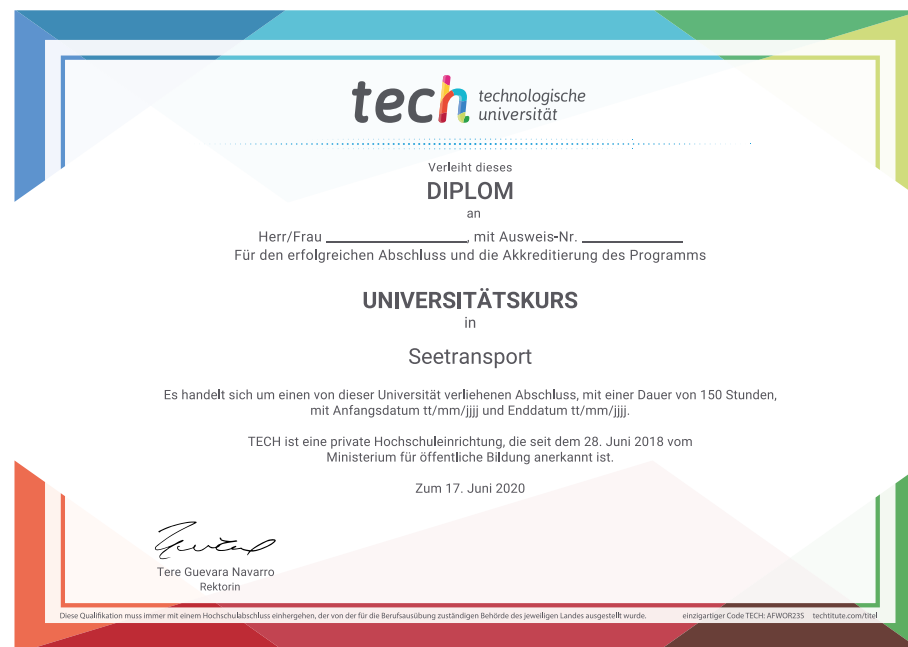 tech technologische
universität
Verleiht dieses
DIPLOM
an
Herr/Frau ____________________, mit Ausweis-Nr. ______________
Für den erfolgreichen Abschluss und die Akkreditierung des Programms
UNIVERSITÄTSKURS
in
Seetransport
Es handelt sich um einen von dieser Universität verliehenen Abschluss, mit einer Dauer von 150 Stunden,
mit Anfangsdatum tt/mm/jjjj und Enddatum tt/mm/jjjj.
TECH ist eine private Hochschuleinrichtung, die seit dem 28. Juni 2018 vom
Ministerium für öffentliche Bildung anerkannt ist.
Zum 17. Juni 2020
Tere Guevara Navarro
Rektorin
Diese Qualifikation muss immer mit einem Hochschulabschluss einhergehen, der von der für die Berufsausübung zuständigen Behörde des jeweiligen Landes ausgestellt wurde. einzigartiger Code TECH: AFWOR23S techtitute.com/titel